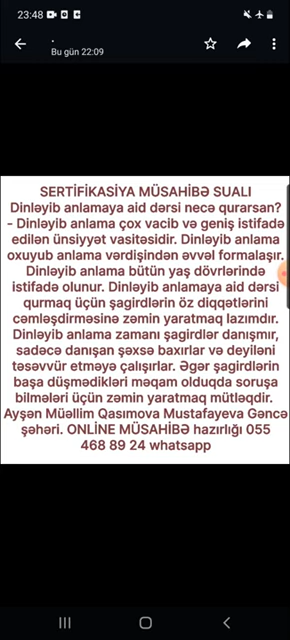 23:48
.
Bu gün 22:09
SERTİFİKASİYA MÜSAHİBƏ SUALI
Dinləyib anlamaya aid dərsi necə qurarsan?
- Dinləyib anlama çox vacib və geniş istifadə
edilən ünsiyyət vasitəsidir. Dinləyib anlama
oxuyub anlama vərdişindən əvvəl formalaşır.
Dinləyib anlama bütün yaş dövrlərində
istifadə olunur. Dinləyib anlamaya aid dərsi
qurmaq üçün şagirdlərin öz diqqətlərini
cəmləşdirməsinə zəmin yaratmaq lazımdır.
Dinləyib anlama zamanı şagirdlər danışmır,
sadəcə danışan şəxsə baxırlar və deyiləni
təsəvvür etməyə çalışırlar. Əgər şagirdlərin
başa düşmədikləri məqam olduqda soruşa
bilmələri üçün zəmin yaratmaq mütləqdir.
Ayşən Müəllim Qasımova Mustafayeva Gəncə
şəhəri. ONLİNE MÜSAHİBƏ hazırlığı 055
468 89 24 whatsapp